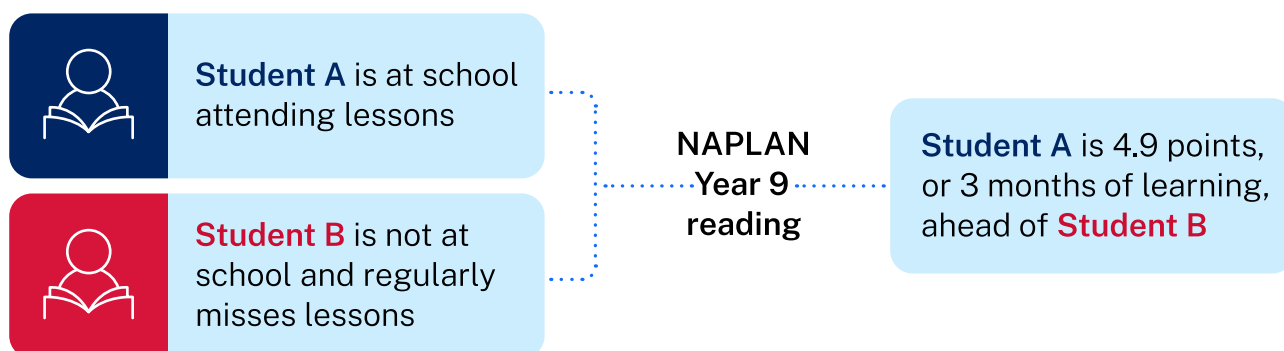 Student A is at school
attending lessons
Student B is not at
school and regularly
misses lessons
NAPLAN
Year 9
reading
Student A is 4.9 points,
or 3 months of learning,
ahead of Student B